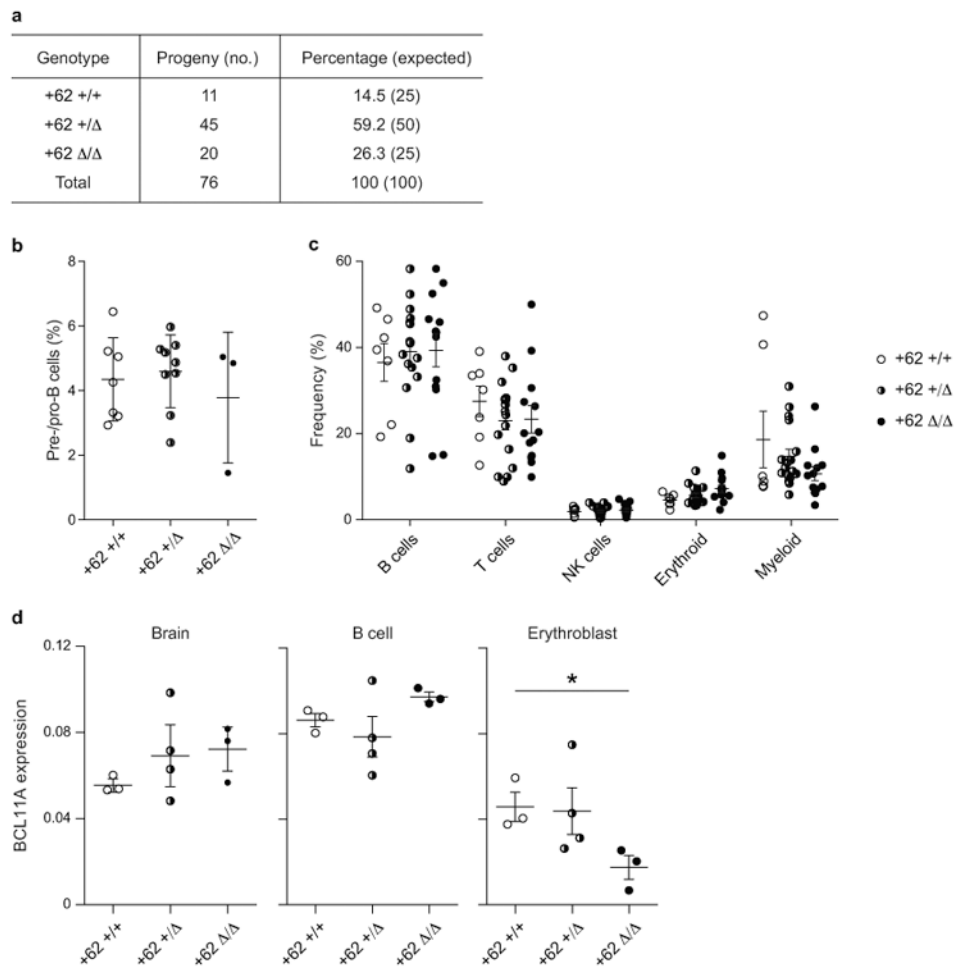 a
Genotype Progeny (no.) Percentage (expected)
+62 +/+ 11 14.5 (25)
+62 +/Δ 45 59.2 (50)
+62 Δ/Δ 20 26.3 (25)
Total 76 100 (100)
b
Pre-/pro-B cells (%)
8
6
4
2
0
+62 +/+
+62 +/Δ
+62 Δ/Δ
c
Frequency (%)
60
40
20
0
B cells
T cells
NK cells
Erythroid
Myeloid
+62 +/+
+62 +/Δ
+62 Δ/Δ
d
BCL11A expression
0.12
0.08
0.04
0
Brain
+62 +/+
+62 +/Δ
+62 Δ/Δ
B cell
+62 +/+
+62 +/Δ
+62 Δ/Δ
Erythroblast
*
+62 +/+
+62 +/Δ
+62 Δ/Δ